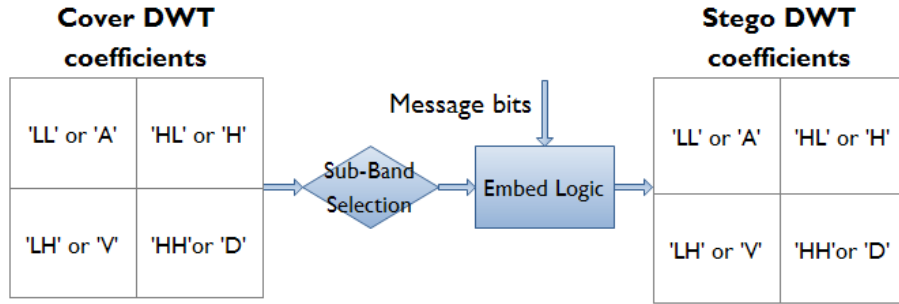 Cover DWT
coefficients
'LL' or 'A'
'HL' or 'H'
'LH' or 'V'
'HH'or 'D'
Sub-Band
Selection
Message bits
Embed Logic
Stego DWT
coefficients
'LL' or 'A'
'HL' or 'H'
'LH' or 'V'
'HH' or 'D'